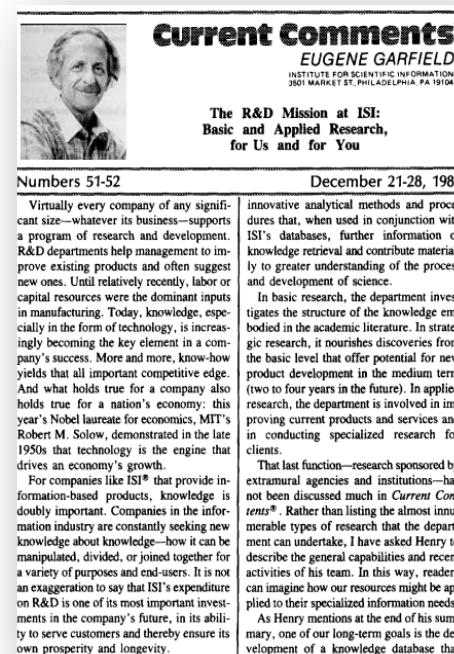 Current Comments
EUGENE GARFIELD
INSTITUTE FOR SCIENTIFIC INFORMATION
3501 MARKET ST, PHILADELPHIA, PA 19104
The R&D Mission at ISI:
Basic and Applied Research,
for Us and for You
Numbers 51-52
December 21-28, 198
Virtually every company of any signifi-
cant size—whatever its business—supports
a program of research and development.
R&D departments help management to im-
prove existing products and often suggest
new ones. Until relatively recently, labor or
capital resources were the dominant inputs
in manufacturing. Today, knowledge, espe-
cially in the form of technology, is increas-
ingly becoming the key element in a com-
pany's success. More and more, know-how
yields that all important competitive edge.
And what holds true for a company also
holds true for a nation's economy: this
year's Nobel laureate for economics, MIT's
Robert M. Solow, demonstrated in the late
1950s that technology is the engine that
drives an economy's growth.
For companies like ISI® that provide in-
formation-based products, knowledge is
doubly important. Companies in the infor-
mation industry are constantly seeking new
knowledge about knowledge—how it can be
manipulated, divided, or joined together for
a variety of purposes and end-users. It is not
an exaggeration to say that ISI's expenditure
on R&D is one of its most important invest-
ments in the company's future, in its abili-
ty to serve customers and thereby ensure its
own prosperity and longevity.
innovative analytical methods and proce
dures that, when used in conjunction wit
ISI's databases, further information
knowledge retrieval and contribute materia
ly to greater understanding of the proces
and development of science.
In basic research, the department inves
tigates the structure of the knowledge em
bodied in the academic literature. In strate
gic research, it nourishes discoveries fro
the basic level that offer potential for ne
product development in the medium ter
(two to four years in the future). In applie
research, the department is involved in im
proving current products and services an
in conducting specialized research fo
clients.
That last function—research sponsored b
extramural agencies and institutions—ha
not been discussed much in Current Con
tents®. Rather than listing the almost innu
merable types of research that the depart
ment can undertake, I have asked Henry t
describe the general capabilities and recen
activities of his team. In this way, reader
can imagine how our resources might be ap
plied to their specialized information needs
As Henry mentions at the end of his sum
mary, one of our long-term goals is the de
velopment of a knowledge database tha